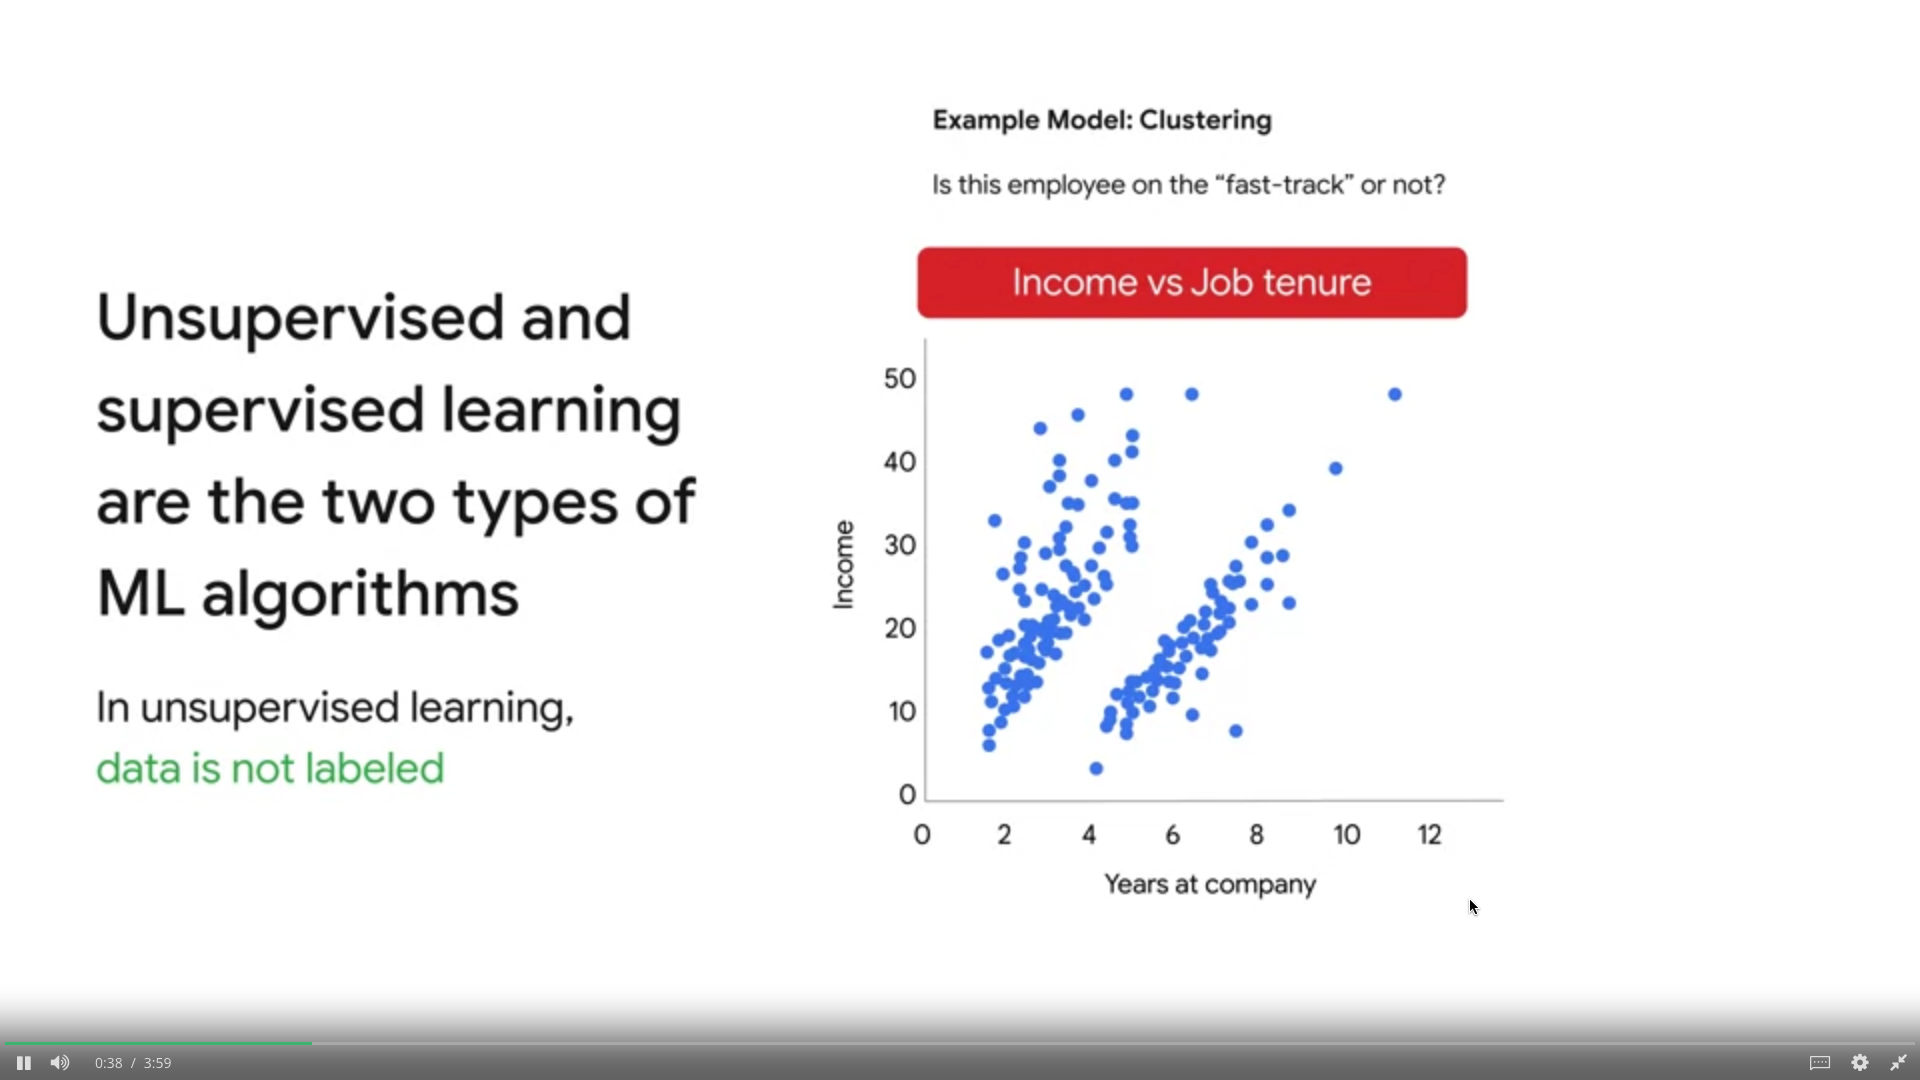 Unsupervised and
supervised learning
are the two types of
ML algorithms
In unsupervised learning,
data is not labeled
Example Model: Clustering
Is this employee on the “fast-track” or not?
Income vs Job tenure
Income
50
40
30
20
10
0
0 2 4 6 8 10 12
Years at company
0:38 / 3:59